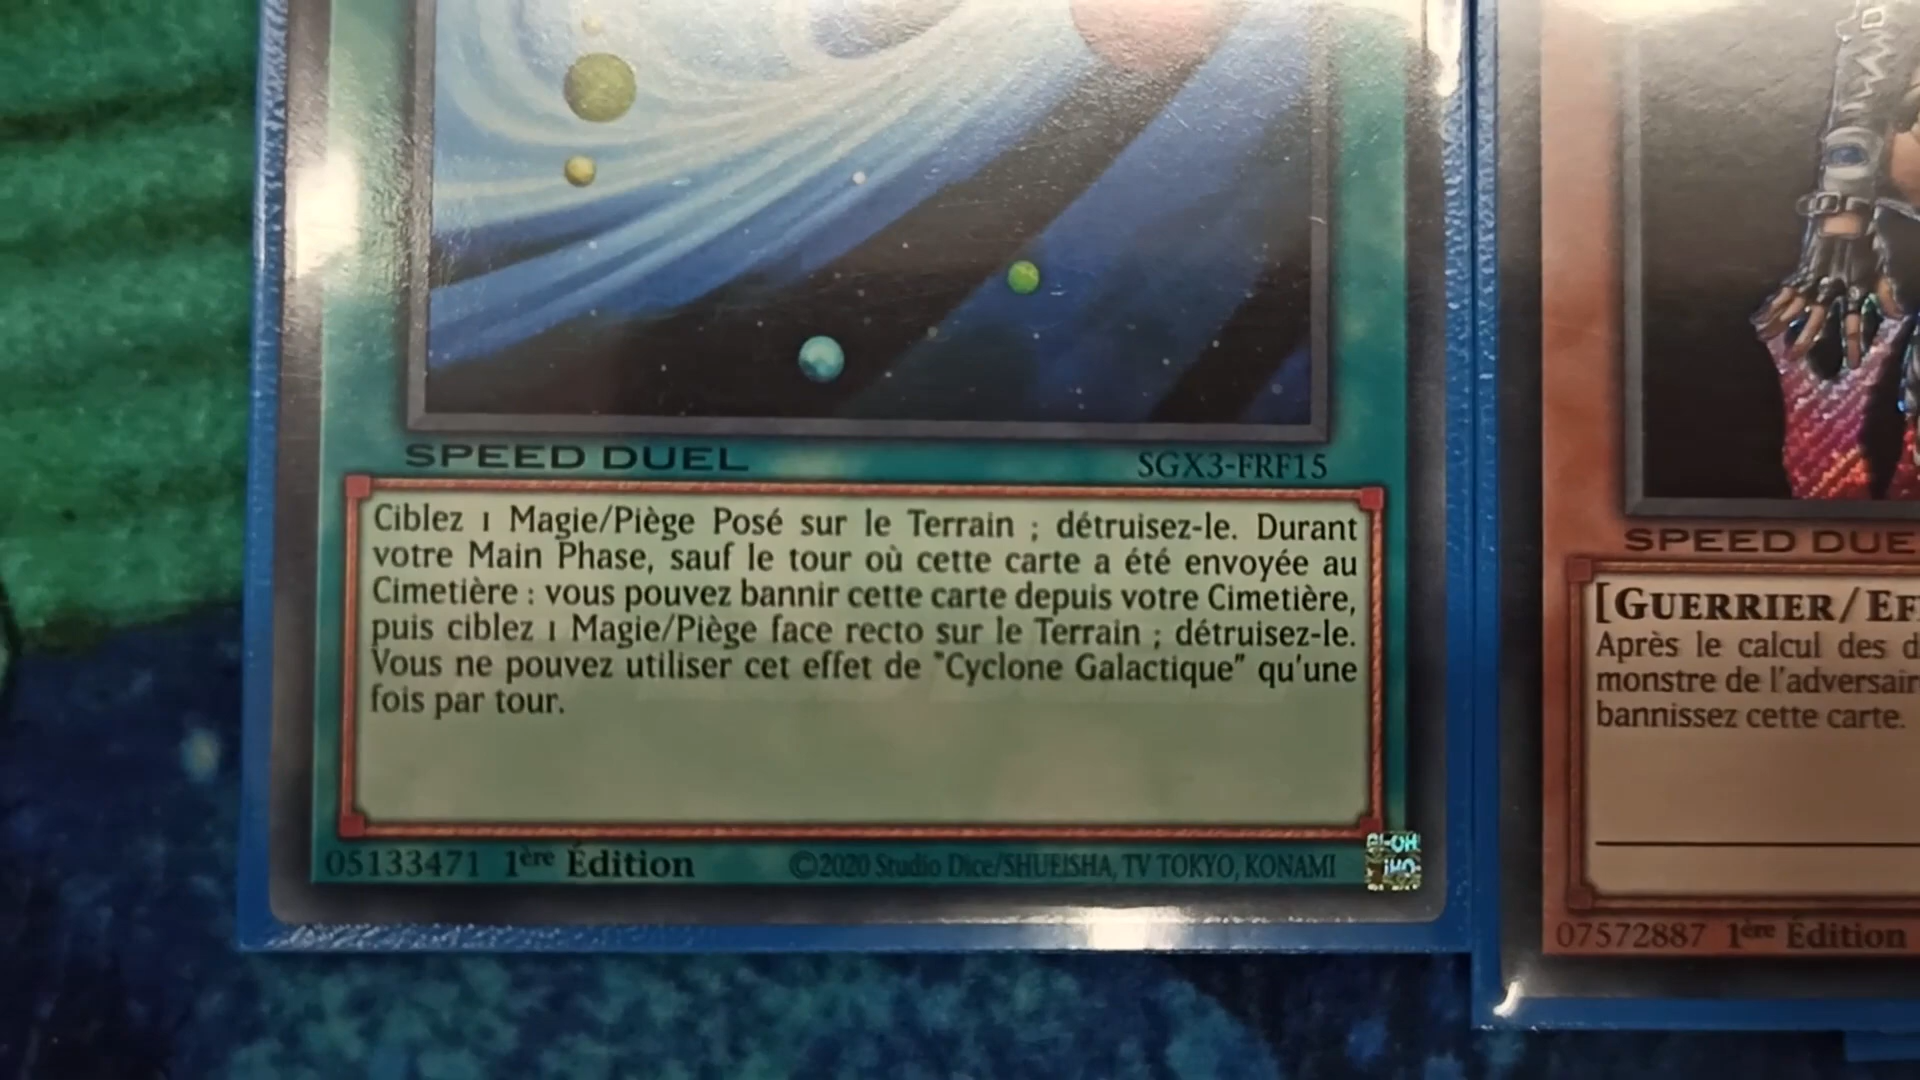 SPEED DUEL
SGX3-FRF15
Ciblez 1 Magie/Piège Posé sur le Terrain ; détruisez-le. Durant
votre Main Phase, sauf le tour où cette carte a été envoyée au
Cimetière : vous pouvez bannir cette carte depuis votre Cimetière,
puis ciblez 1 Magie/Piège face recto sur le Terrain ; détruisez-le.
Vous ne pouvez utiliser cet effet de "Cyclone Galactique" qu'une
fois par tour.
05133471 1ère Édition
©2020 Studio Dice/SHUEISHA, TV TOKYO, KONAMI
SPEED DUE
[GUERRIER/EF
Après le calcul des d
monstre de l'adversair
bannissez cette carte.
07572887 1ère Édition